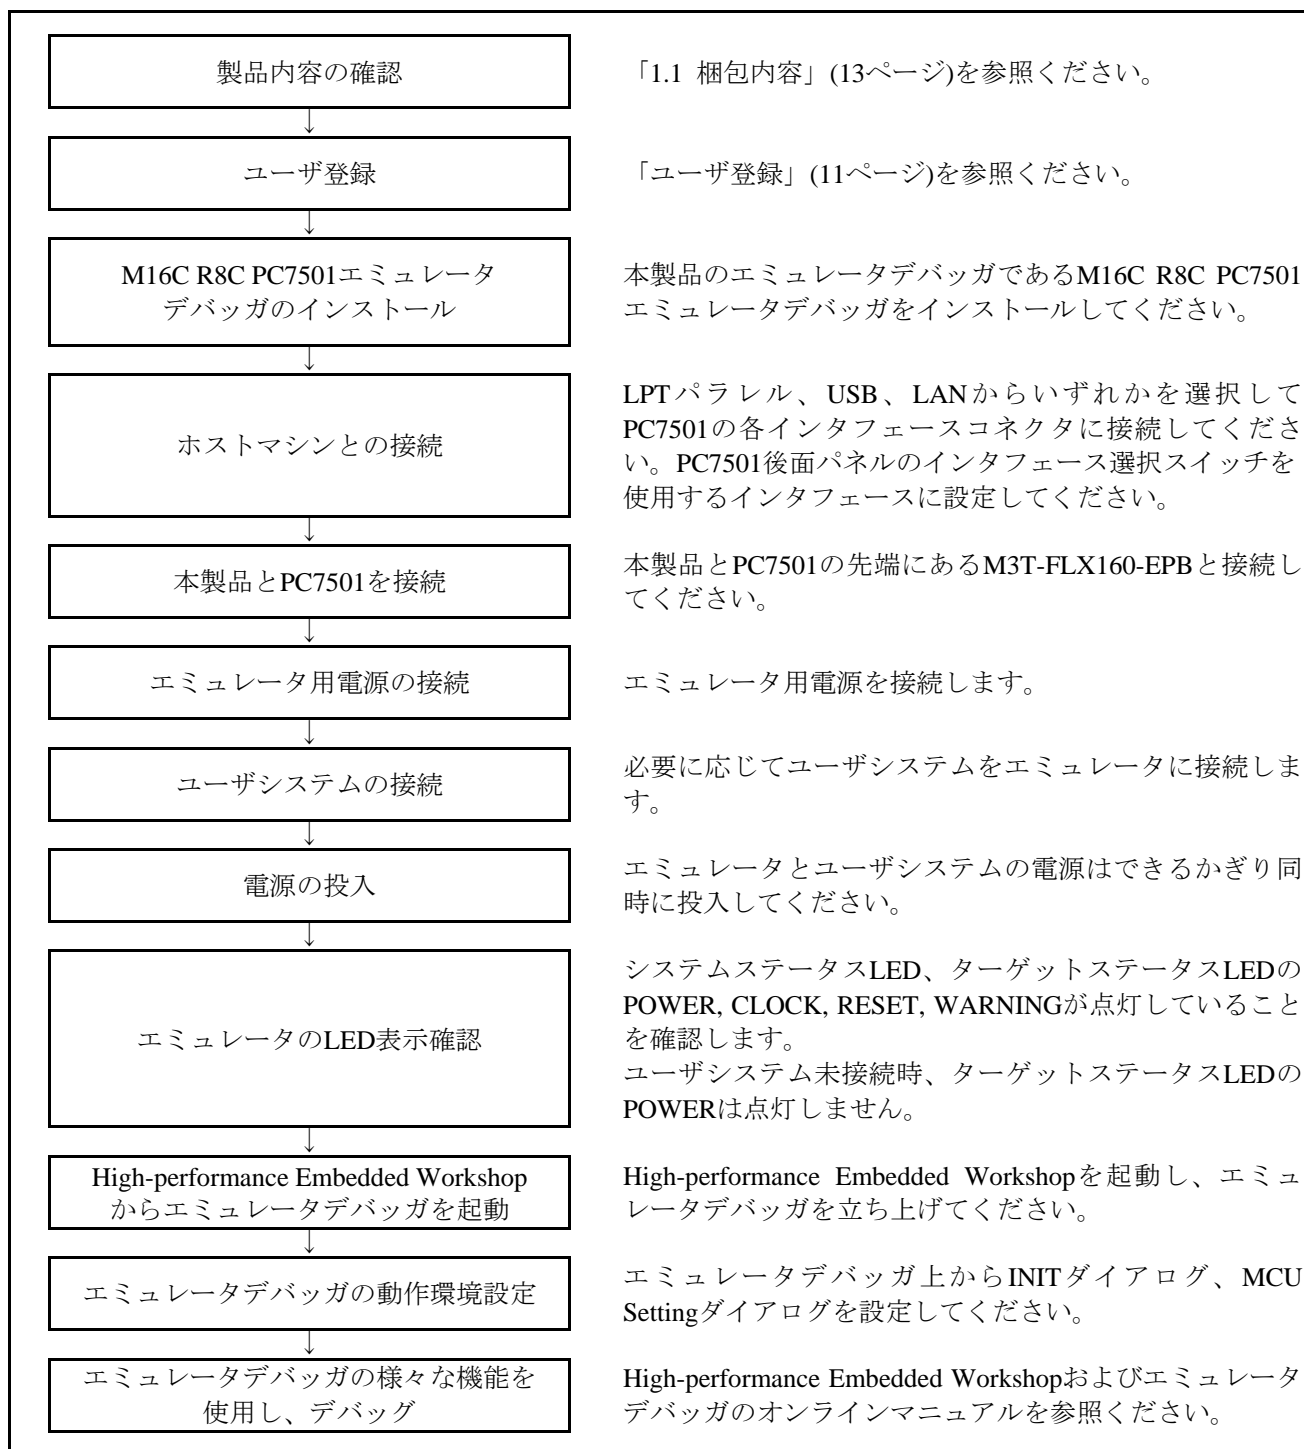 製品内容の確認
「1.1 梱包内容」(13ページ)を参照ください。
↓
ユーザ登録
「ユーザ登録」(11ページ)を参照ください。
↓
M16C R8C PC7501エミュレータ
デバッガのインストール
本製品のエミュレータデバッガであるM16C R8C PC7501
エミュレータデバッガをインストールしてください。
↓
ホストマシンとの接続
LPTパラレル、USB、LANからいずれかを選択して
PC7501の各インタフェースコネクタに接続してくださ
い。PC7501後面パネルのインタフェース選択スイッチを
使用するインタフェースに設定してください。
↓
本製品とPC7501を接続
本製品とPC7501の先端にあるM3T-FLX160-EPBと接続し
てください。
↓
エミュレータ用電源の接続
エミュレータ用電源を接続します。
↓
ユーザシステムの接続
必要に応じてユーザシステムをエミュレータに接続しま
す。
↓
電源の投入
エミュレータとユーザシステムの電源はできるかぎり同
時に投入してください。
↓
エミュレータのLED表示確認
システムステータスLED、ターゲットステータスLEDの
POWER, CLOCK, RESET, WARNINGが点灯していること
を確認します。
ユーザシステム未接続時、ターゲットステータスLEDの
POWERは点灯しません。
↓
High-performance Embedded Workshop
からエミュレータデバッガを起動
High-performance Embedded Workshopを起動し、エミュ
レータデバッガを立ち上げてください。
↓
エミュレータデバッガの動作環境設定
エミュレータデバッガ上からINITダイアログ、MCU
Settingダイアログを設定してください。
↓
エミュレータデバッガの様々な機能を
使用し、デバッグ
High-performance Embedded Workshopおよびエミュレータ
デバッガのオンラインマニュアルを参照ください。